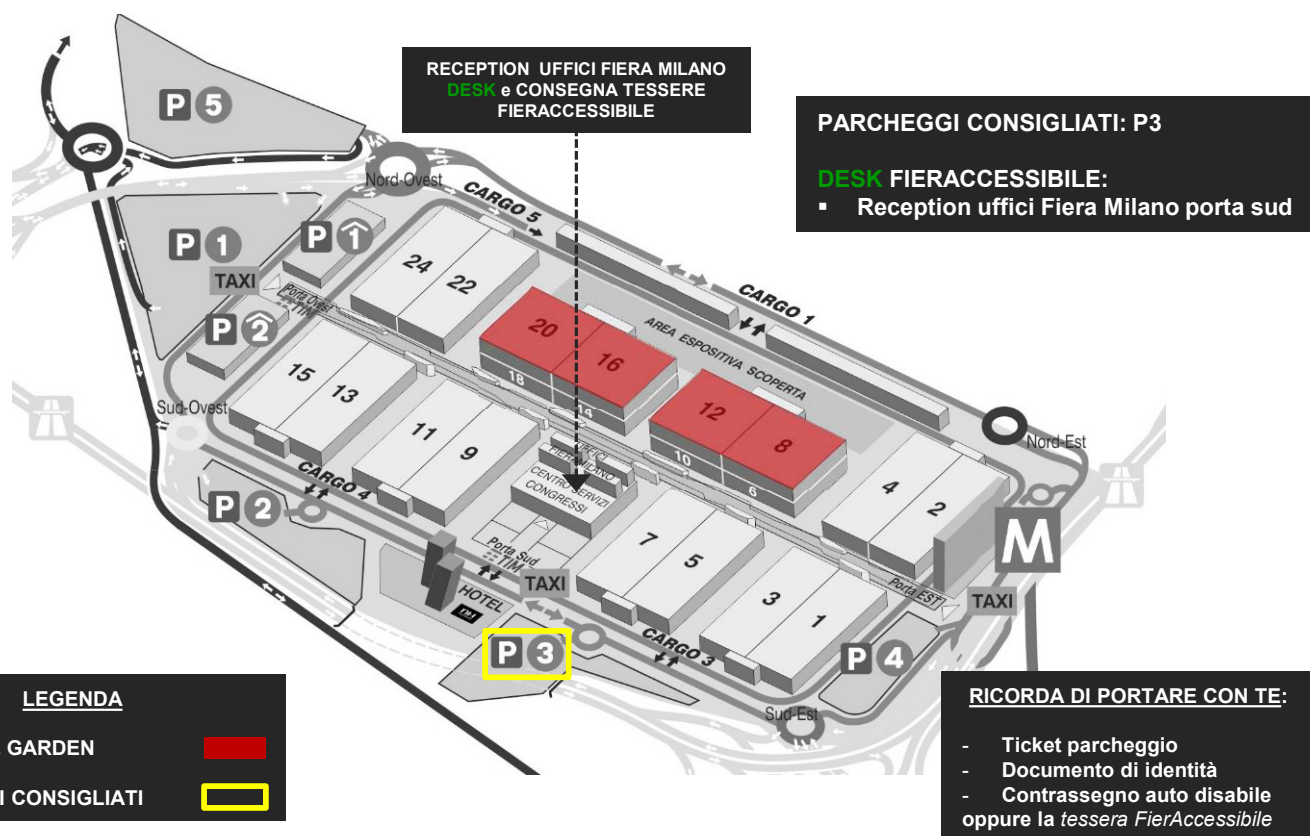 RECEPTION UFFICI FIERA MILANO
DESK e CONSEGNA TESSERE
FIERACCESSIBILE
PARCHEGGI CONSIGLIATI: P3
DESK FIERACCESSIBILE:
▪ Reception uffici Fiera Milano porta sud
P 5
Nord-Ovest
CARGO 5
P 1
P 1
TAXI
Porta Ovest
TIM
P 2
24
22
CARGO 1
20
16
AREA ESPOSITIVA SCOPERTA
18
14
12
8
10
6
Nord-Est
15
13
Sud-Ovest
11
9
UFFICI
FIERA MILANO
CENTRO SERVIZI
CONGRESSI
4
2
M
CARGO 4
P 2
Porta Sud
TIM
TAXI
HOTEL
NH
7
5
3
1
Porta EST
TAXI
P 3
CARGO 3
P 4
Sud-Est
LEGENDA
GARDEN
I CONSIGLIATI
RICORDA DI PORTARE CON TE:
- Ticket parcheggio
- Documento di identità
- Contrassegno auto disabile
oppure la tessera FierAccessibile